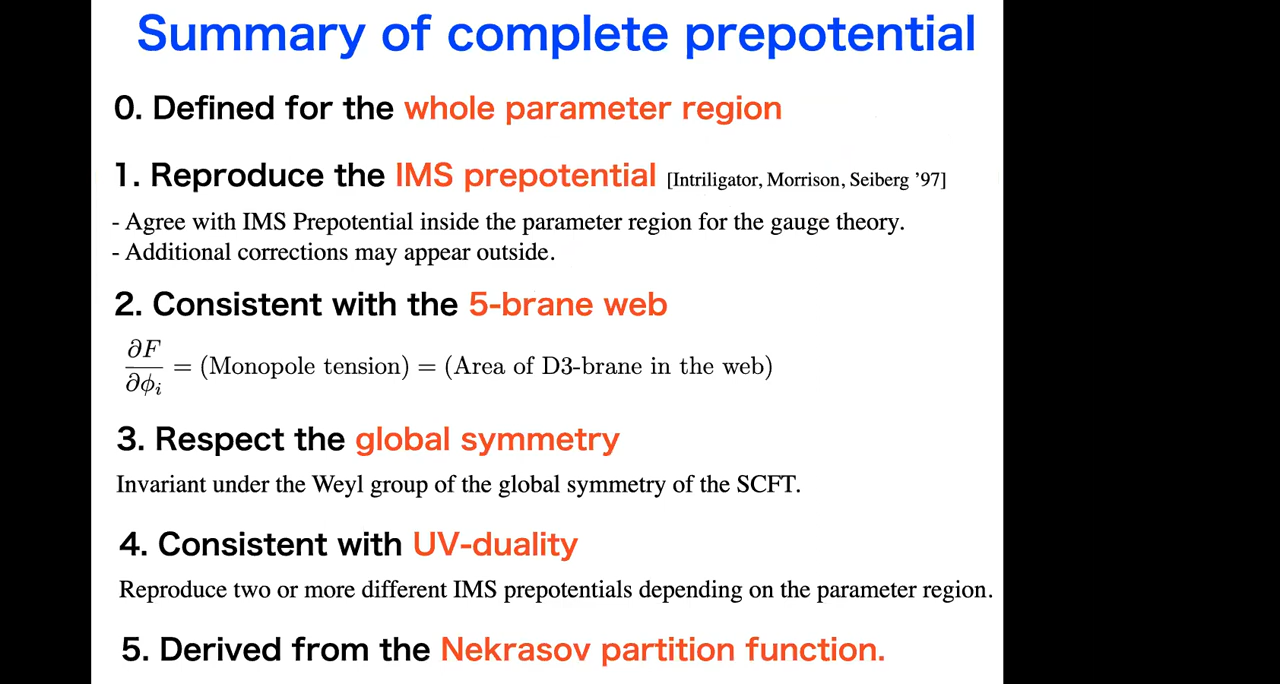 Summary of complete prepotential
0. Defined for the whole parameter region
1. Reproduce the IMS prepotential [Intriligator, Morrison, Seiberg ’97]
- Agree with IMS Prepotential inside the parameter region for the gauge theory.
- Additional corrections may appear outside.
2. Consistent with the 5-brane web
∂F/∂ϕᵢ = (Monopole tension) = (Area of D3-brane in the web)
3. Respect the global symmetry
Invariant under the Weyl group of the global symmetry of the SCFT.
4. Consistent with UV-duality
Reproduce two or more different IMS prepotentials depending on the parameter region.
5. Derived from the Nekrasov partition function.